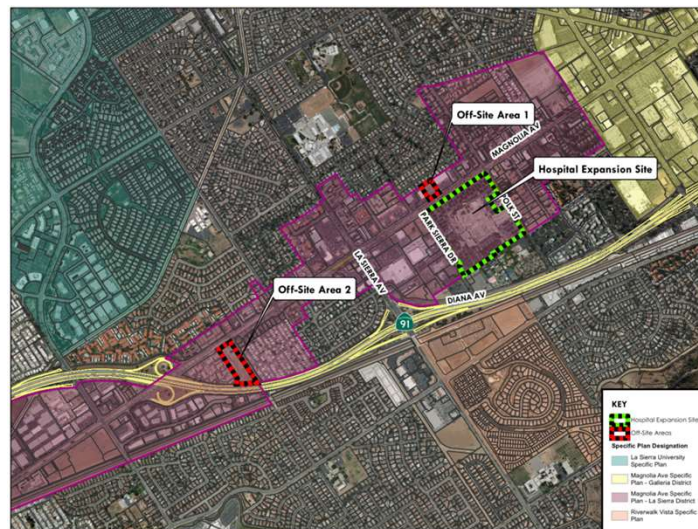 Off-Site Area 1
MAGNOLIA AV
Hospital Expansion Site
POLK ST
PARK SIERRA DR
LA SIERRA AV
Off-Site Area 2
DIANA AV
91
KEY
Hospital Expansion Site
Off-Site Areas
Specific Plan Designation
La Sierra University
Specific Plan
Magnolia Ave Specific
Plan - Galleria District
Magnolia Ave Specific
Plan - La Sierra District
Riverwalk Vista Specific
Plan